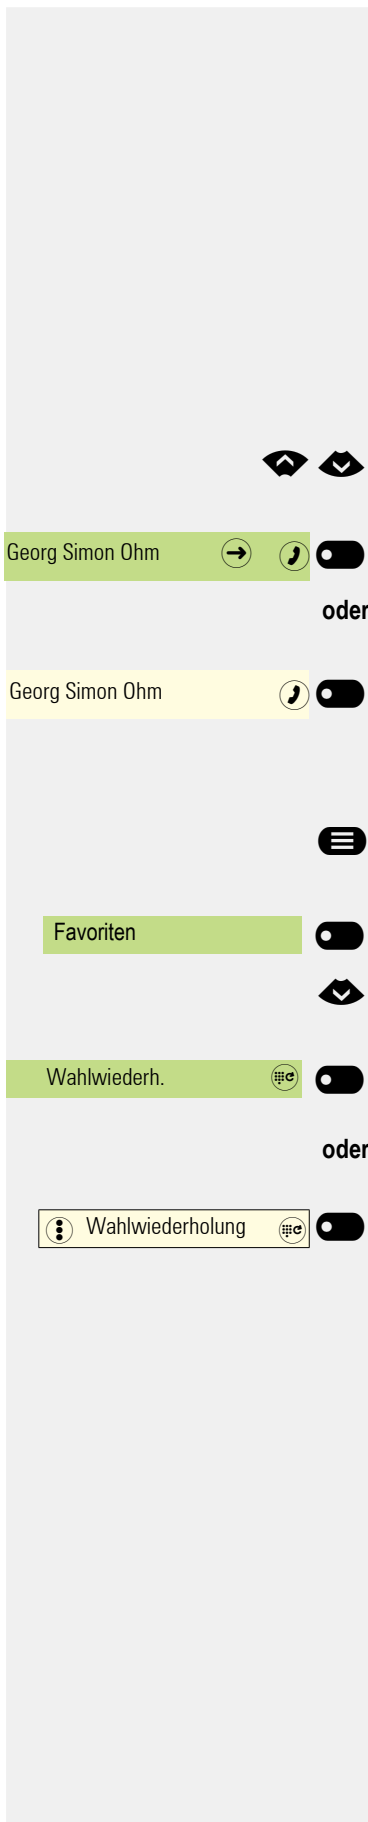 Georg Simon Ohm
oder
Georg Simon Ohm
Favoriten
Wahlwiederh.
oder
Wahlwiederholung